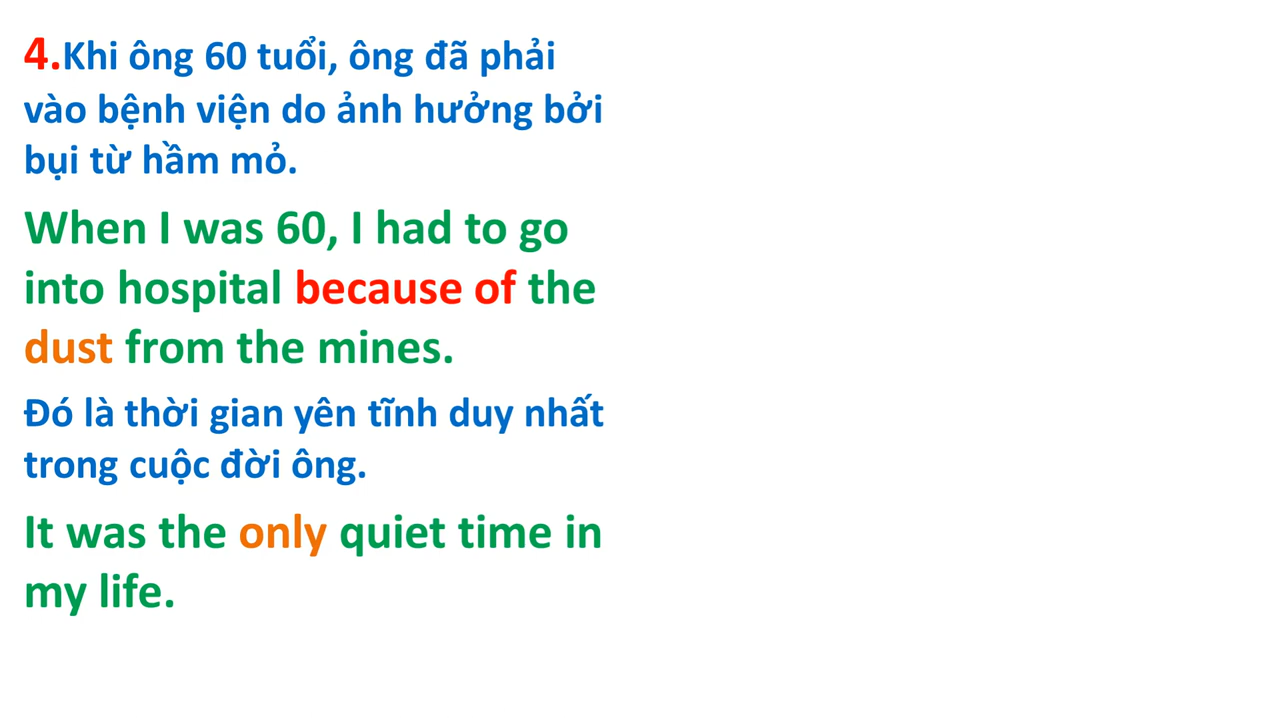 4.Khi ông 60 tuổi, ông đã phải
vào bệnh viện do ảnh hưởng bởi
bụi từ hầm mỏ.
When I was 60, I had to go
into hospital because of the
dust from the mines.
Đó là thời gian yên tĩnh duy nhất
trong cuộc đời ông.
It was the only quiet time in
my life.